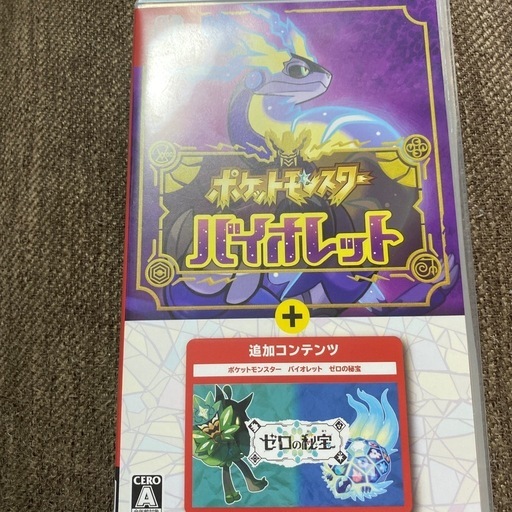 ポケットモンスター
バイオレット
+
追加コンテンツ
ポケットモンスター バイオレット ゼロの秘宝
ゼロの秘宝
CERO
A